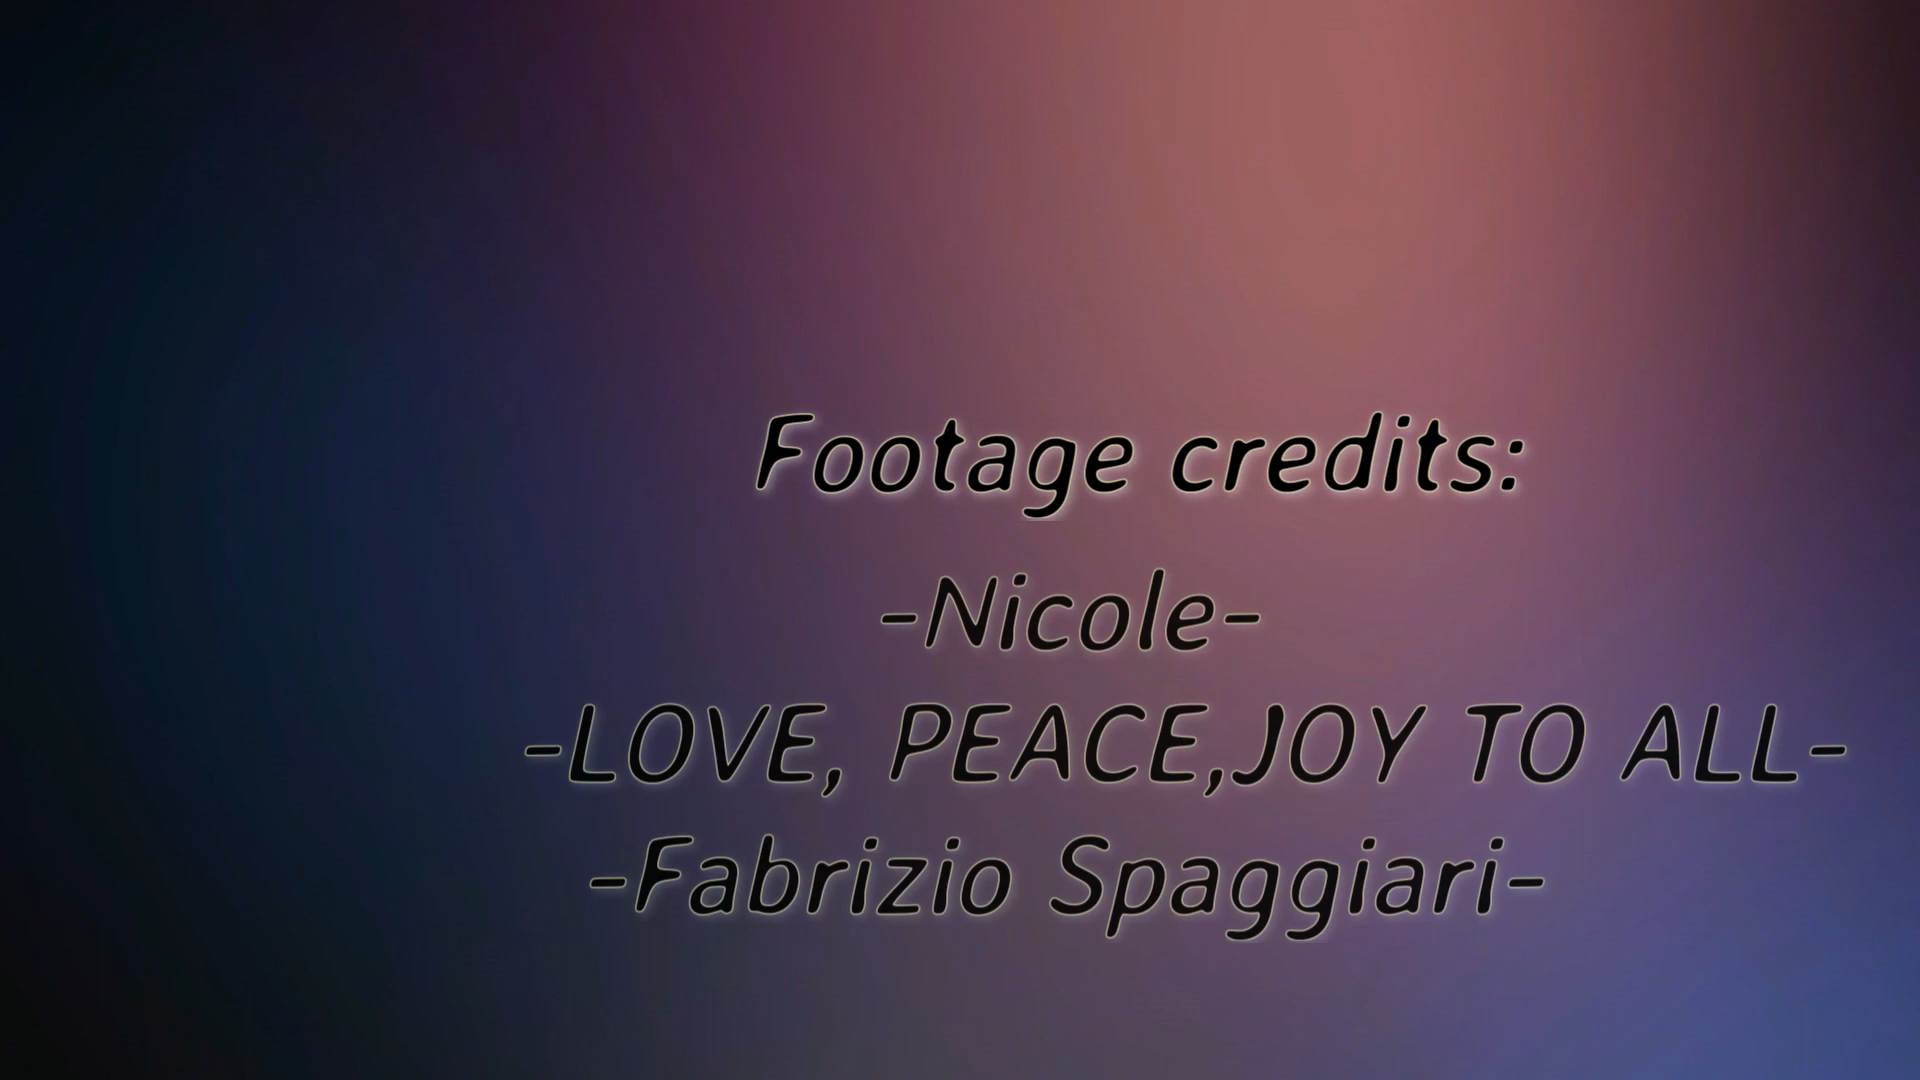 Footage credits:
-Nicole-
-LOVE, PEACE,JOY TO ALL-
-Fabrizio Spaggiari-